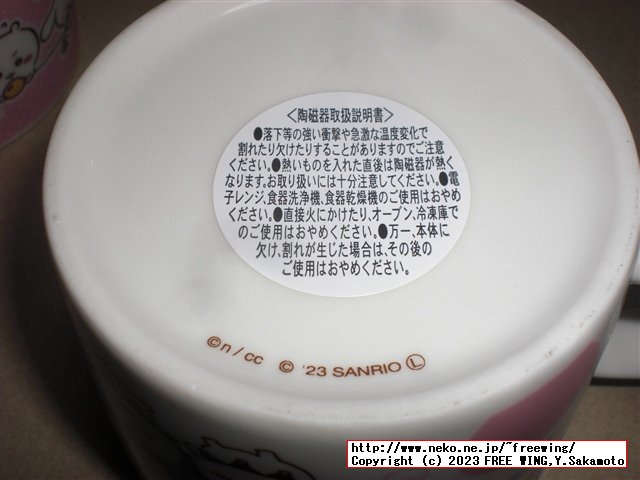 ＜陶磁器取扱説明書＞
●落下等の強い衝撃や急激な温度変化で
割れたり欠けたりすることがありますのでご注意
ください。●熱いものを入れた直後は陶磁器が熱く
なります。お取り扱いには十分注意してください。●電
子レンジ、食器洗浄機、食器乾燥機のご使用はおやめ
ください。●直接火にかけたり、オーブン、冷凍庫で
のご使用はおやめください。●万一、本体に
欠け、割れが生じた場合は、その後の
ご使用はおやめください。
©n/cc © '23 SANRIO Ⓛ
http://www.neko.ne.jp/~freewing/
Copyright (c) 2023 FREE WING,Y.Sakamoto